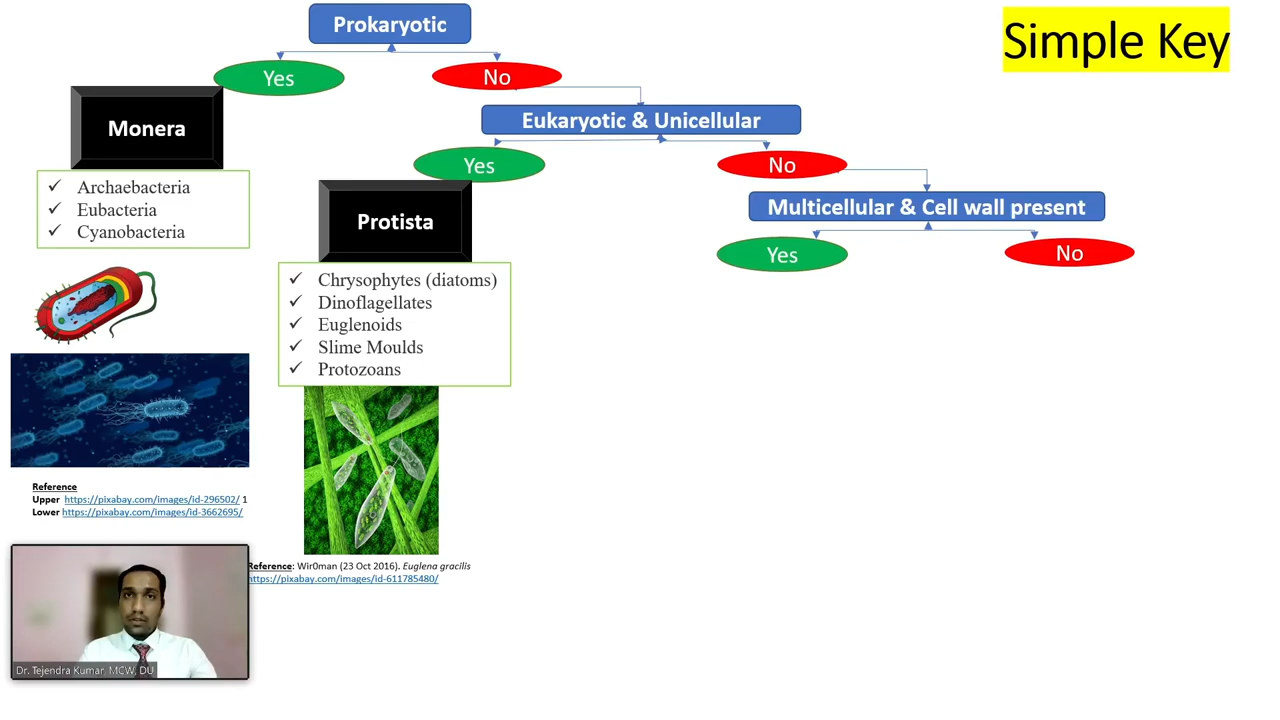 Simple Key
Prokaryotic
Yes
No
Monera
Archaebacteria
Eubacteria
Cyanobacteria
Eukaryotic & Unicellular
Yes
No
Protista
Chrysophytes (diatoms)
Dinoflagellates
Euglenoids
Slime Moulds
Protozoans
Multicellular & Cell wall present
Yes
No
Reference
Upper https://pixabay.com/images/id-296502/ 1
Lower https://pixabay.com/images/id-3662695/
Reference: Wir0man (23 Oct 2016). Euglena gracilis
https://pixabay.com/images/id-611785480/
Dr. Tejendra Kumar, MCW, DU